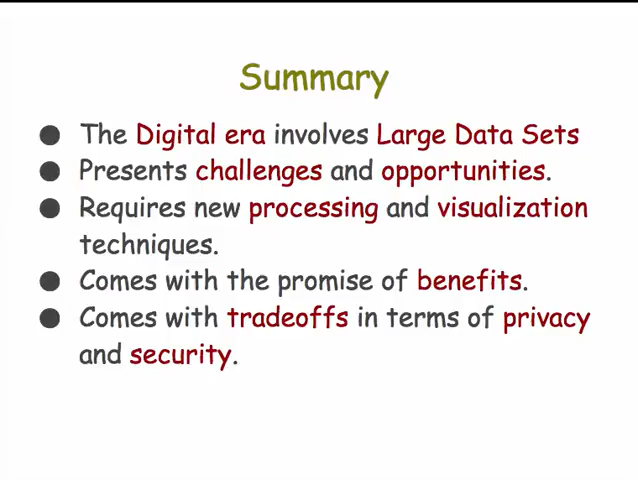 Summary
● The Digital era involves Large Data Sets
● Presents challenges and opportunities.
● Requires new processing and visualization
techniques.
● Comes with the promise of benefits.
● Comes with tradeoffs in terms of privacy
and security.